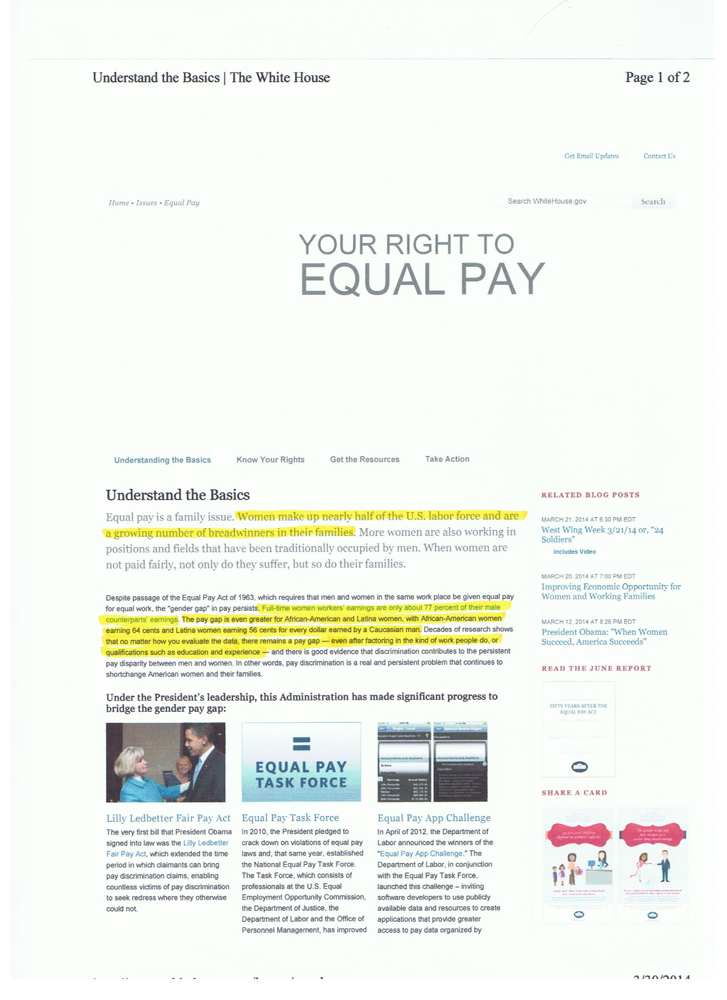 Understand the Basics | The White House
Page 1 of 2
Get Email Updates
Contact Us
Home • Issues • Equal Pay
Search WhiteHouse.gov
Search
YOUR RIGHT TO
EQUAL PAY
Understanding the Basics
Know Your Rights
Get the Resources
Take Action
Understand the Basics
Equal pay is a family issue. Women make up nearly half of the U.S. labor force and are
a growing number of breadwinners in their families. More women are also working in
positions and fields that have been traditionally occupied by men. When women are
not paid fairly, not only do they suffer, but so do their families.
Despite passage of the Equal Pay Act of 1963, which requires that men and women in the same work place be given equal pay
for equal work, the "gender gap" in pay persists. Full-time women workers' earnings are only about 77 percent of their male
counterparts' earnings. The pay gap is even greater for African-American and Latina women, with African-American women
earning 64 cents and Latina women earning 56 cents for every dollar earned by a Caucasian man. Decades of research shows
that no matter how you evaluate the data, there remains a pay gap — even after factoring in the kind of work people do, or
qualifications such as education and experience — and there is good evidence that discrimination contributes to the persistent
pay disparity between men and women. In other words, pay discrimination is a real and persistent problem that continues to
shortchange American women and their families.
Under the President's leadership, this Administration has made significant progress to
bridge the gender pay gap:
EQUAL PAY
TASK FORCE
Lilly Ledbetter Fair Pay Act
The very first bill that President Obama
signed into law was the Lilly Ledbetter
Fair Pay Act, which extended the time
period in which claimants can bring
pay discrimination claims, enabling
countless victims of pay discrimination
to seek redress where they otherwise
could not.
Equal Pay Task Force
In 2010, the President pledged to
crack down on violations of equal pay
laws and, that same year, established
the National Equal Pay Task Force.
The Task Force, which consists of
professionals at the U.S. Equal
Employment Opportunity Commission,
the Department of Justice, the
Department of Labor and the Office of
Personnel Management, has improved
Equal Pay App Challenge
In April of 2012, the Department of
Labor announced the winners of the
"Equal Pay App Challenge." The
Department of Labor, in conjunction
with the Equal Pay Task Force,
launched this challenge – inviting
software developers to use publicly
available data and resources to create
applications that provide greater
access to pay data organized by
RELATED BLOG POSTS
MARCH 21, 2014 AT 6:30 PM EDT
West Wing Week 3/21/14 or, "24
Soldiers"
Includes Video
MARCH 20, 2014 AT 7:00 PM EDT
Improving Economic Opportunity for
Women and Working Families
MARCH 12, 2014 AT 8:26 PM EDT
President Obama: "When Women
Succeed, America Succeeds"
READ THE JUNE REPORT
FIFTY YEARS AFTER THE
EQUAL PAY ACT
SHARE A CARD